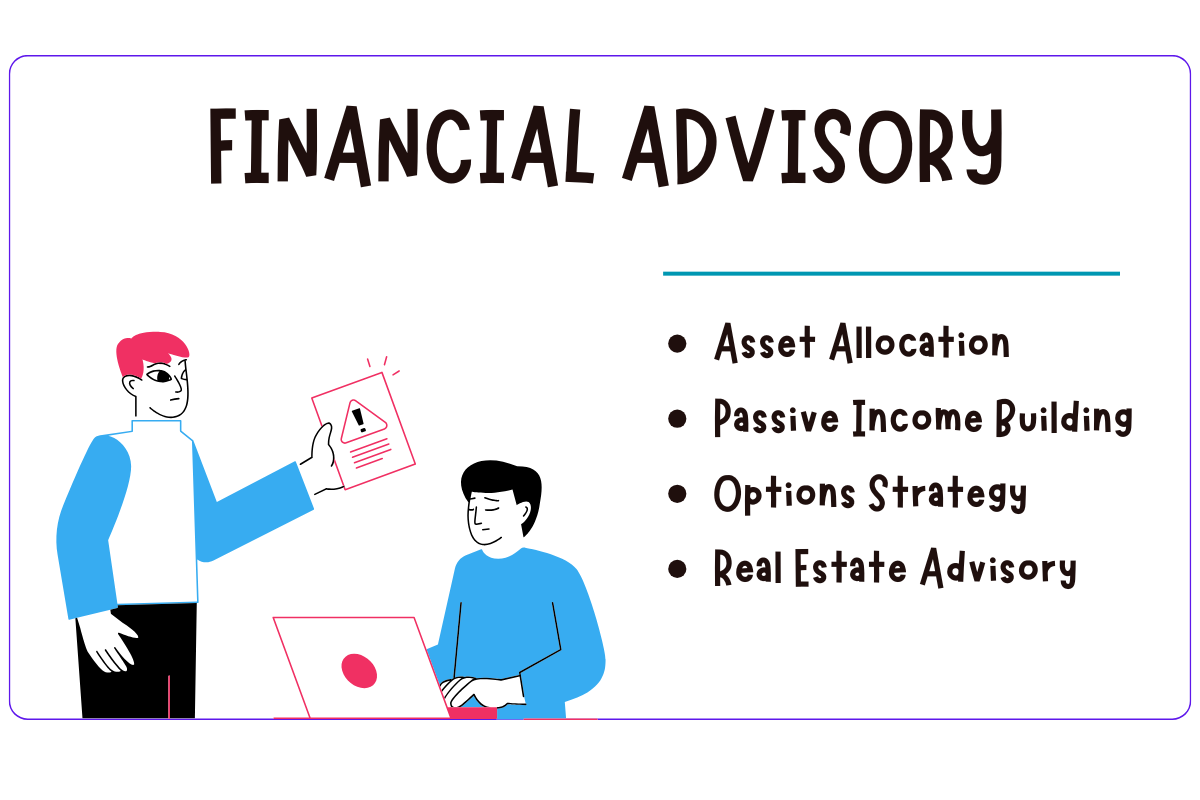 FINANCIAL ADVISORY
Asset Allocation
Passive Income Building
Options Strategy
Real Estate Advisory